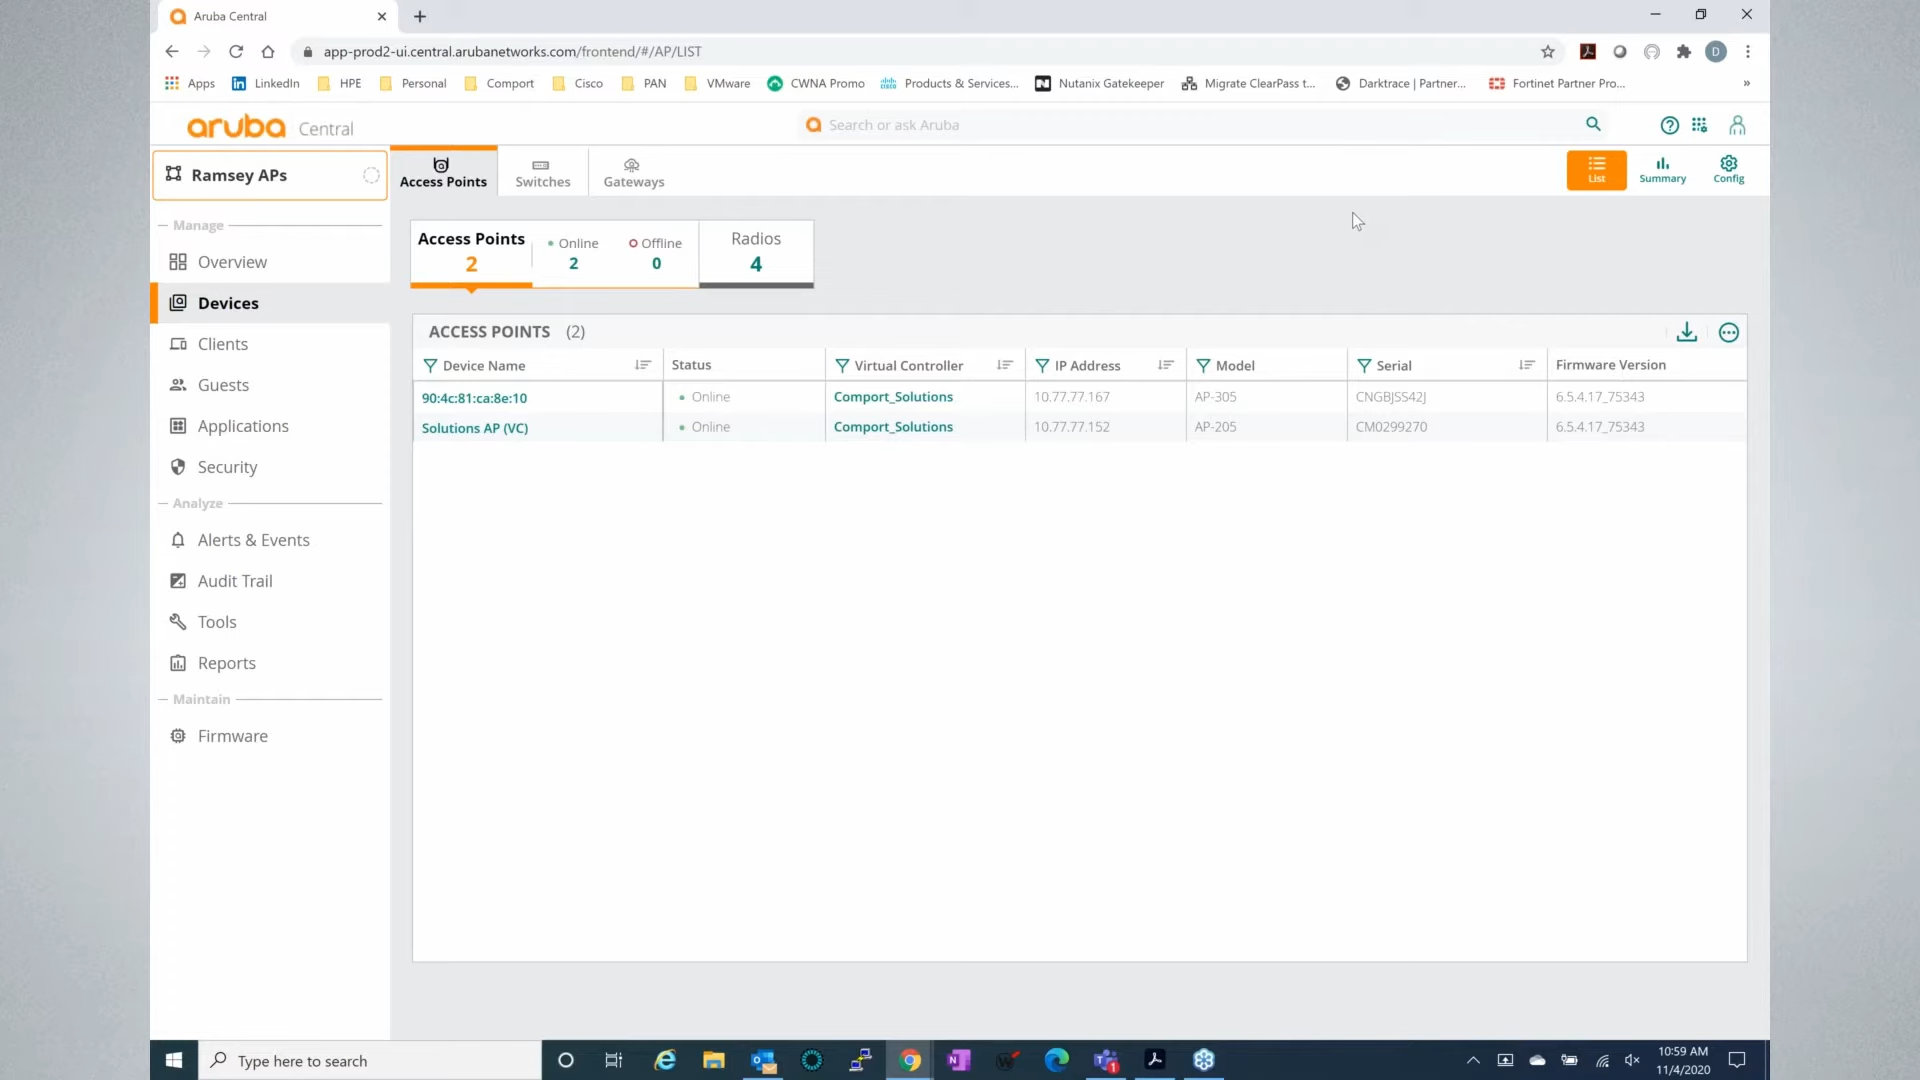 Aruba Central
app-prod2-ui.central.arubanetworks.com/frontend/#/AP/LIST
D
Apps LinkedIn HPE Personal Comport Cisco PAN VMware CWNA Promo Products & Services... Nutanix Gatekeeper Migrate ClearPass t... Darktrace | Partner... Fortinet Partner Pro... »
aruba Central
Search or ask Aruba
Ramsey APs
Access Points Switches Gateways
List Summary Config
Manage
Overview
Devices
Clients
Guests
Applications
Security
Analyze
Alerts & Events
Audit Trail
Tools
Reports
Maintain
Firmware
Access Points Online Offline Radios
2 2 0 4
ACCESS POINTS (2)
Device Name Status Virtual Controller IP Address Model Serial Firmware Version
90:4c:81:ca:8e:10 Online Comport_Solutions 10.77.77.167 AP-305 CNGBJSS42J 6.5.4.17_75343
Solutions AP (VC) Online Comport_Solutions 10.77.77.152 AP-205 CM0299270 6.5.4.17_75343
Type here to search
10:59 AM
11/4/2020